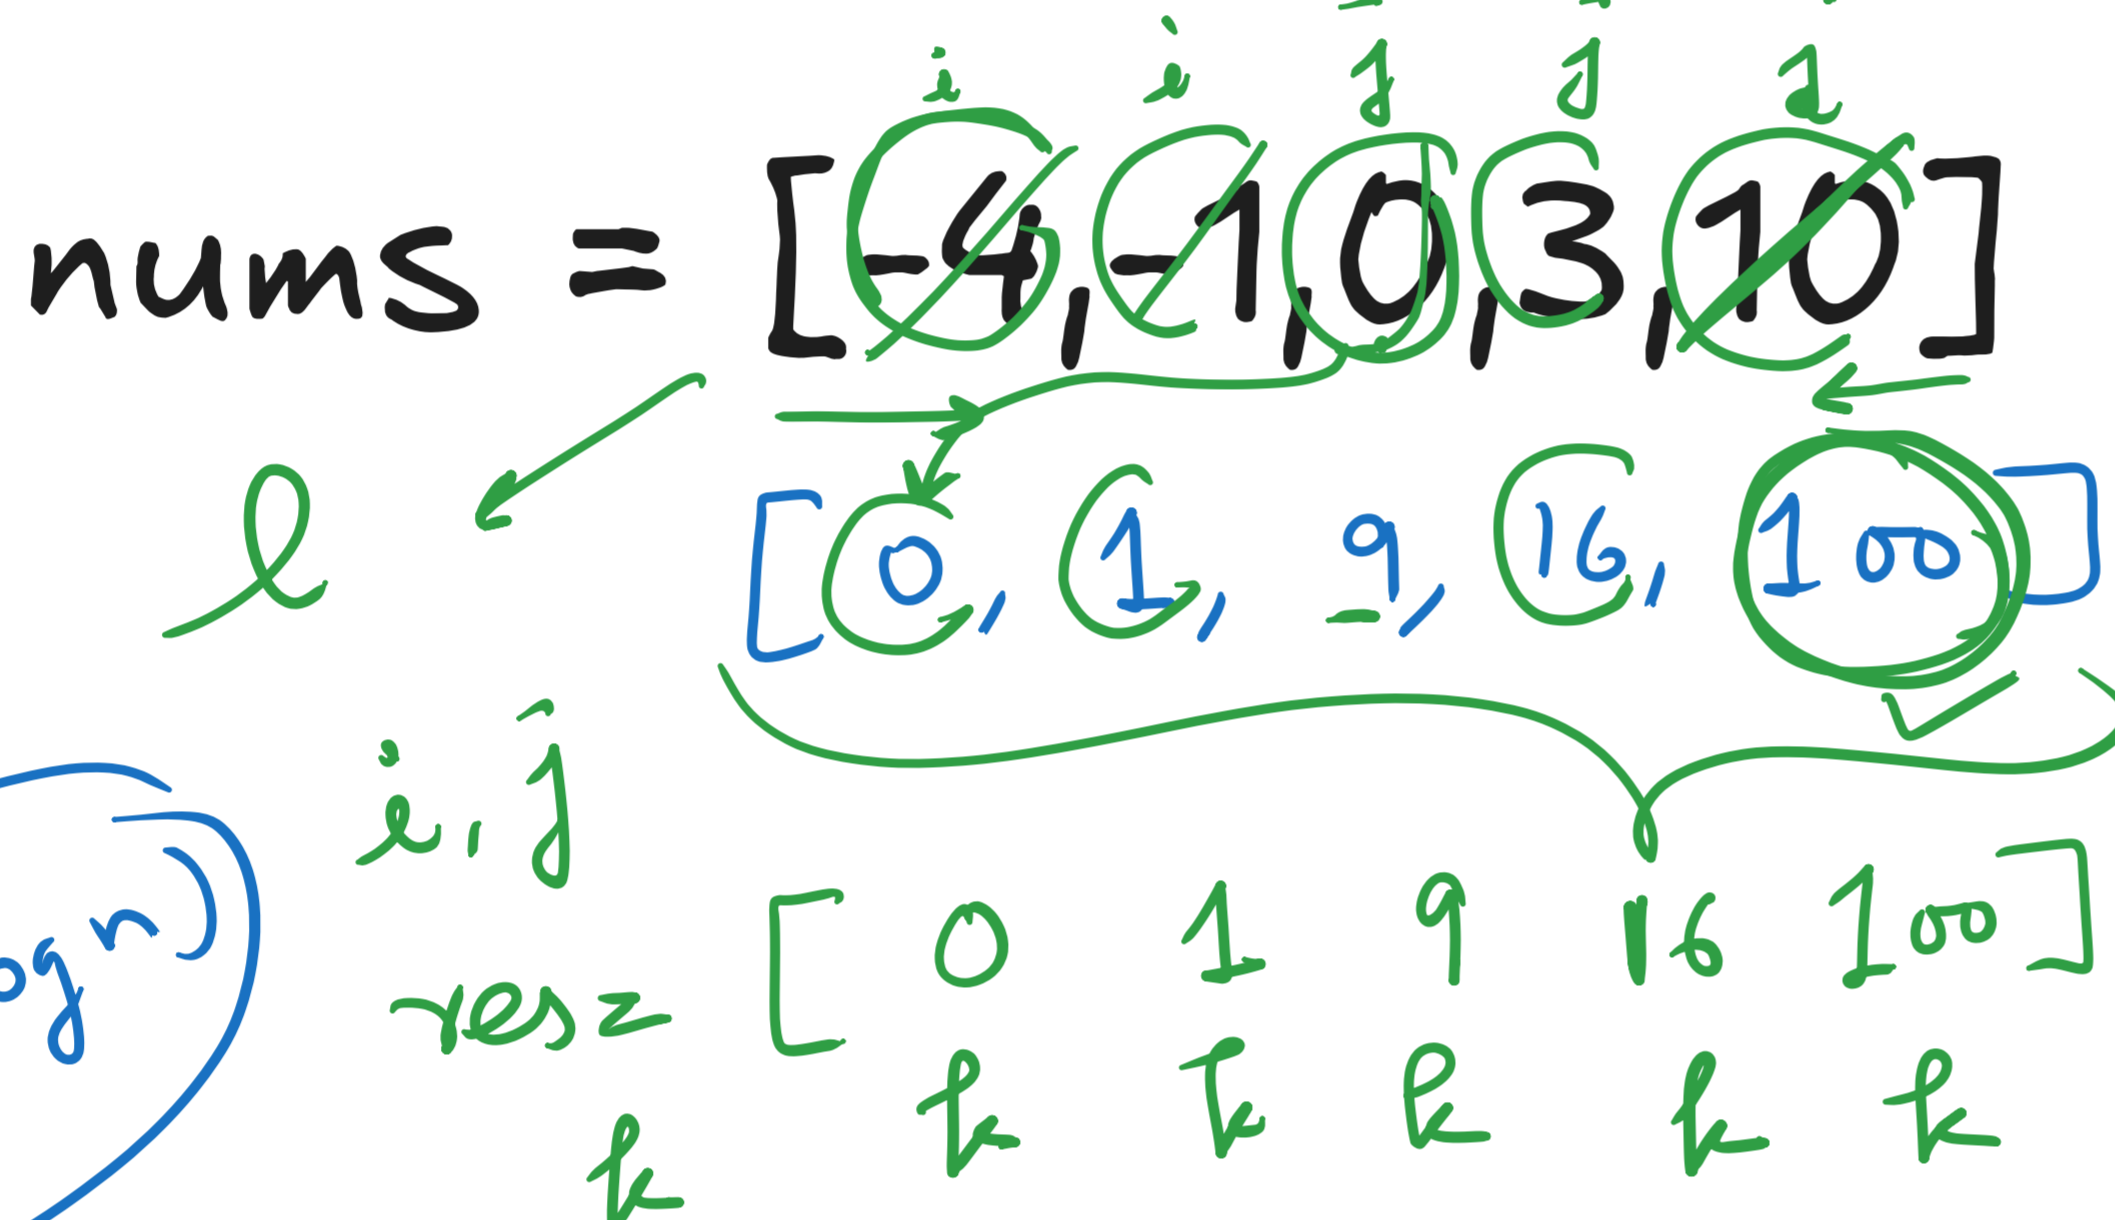 i i j j j
nums = [-4,-1,0,3,10]
l [0, 1, 9, 16, 100]
i, j
ogn)
res= [0 1 9 16 100]
k k k k k k